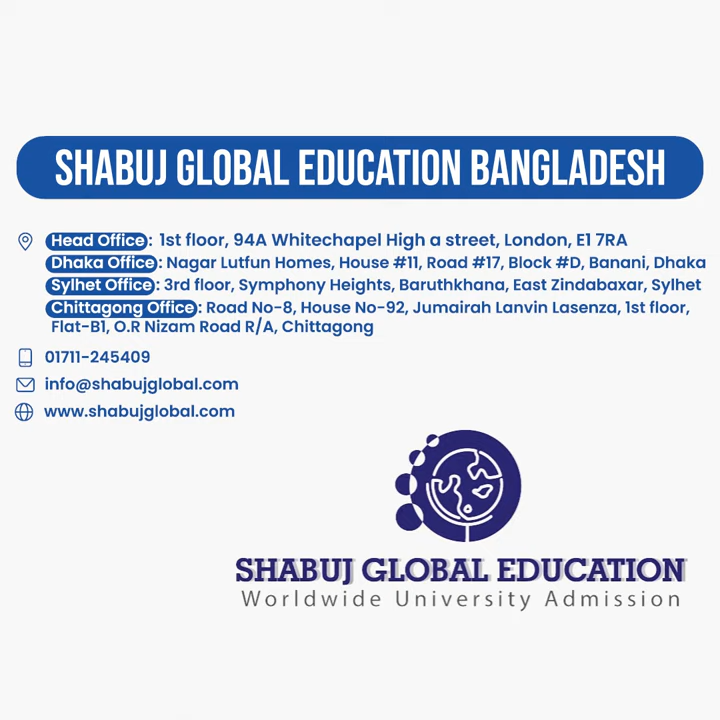 SHABUJ GLOBAL EDUCATION BANGLADESH
Head Office: 1st floor, 94A Whitechapel High a street, London, E1 7RA
Dhaka Office: Nagar Lutfun Homes, House #11, Road #17, Block #D, Banani, Dhaka
Sylhet Office: 3rd floor, Symphony Heights, Baruthkhana, East Zindabaxar, Sylhet
Chittagong Office: Road No-8, House No-92, Jumairah Lanvin Lasenza, 1st floor,
Flat-B1, O.R Nizam Road R/A, Chittagong
01711-245409
info@shabujglobal.com
www.shabujglobal.com
SHABUJ GLOBAL EDUCATION
Worldwide University Admission